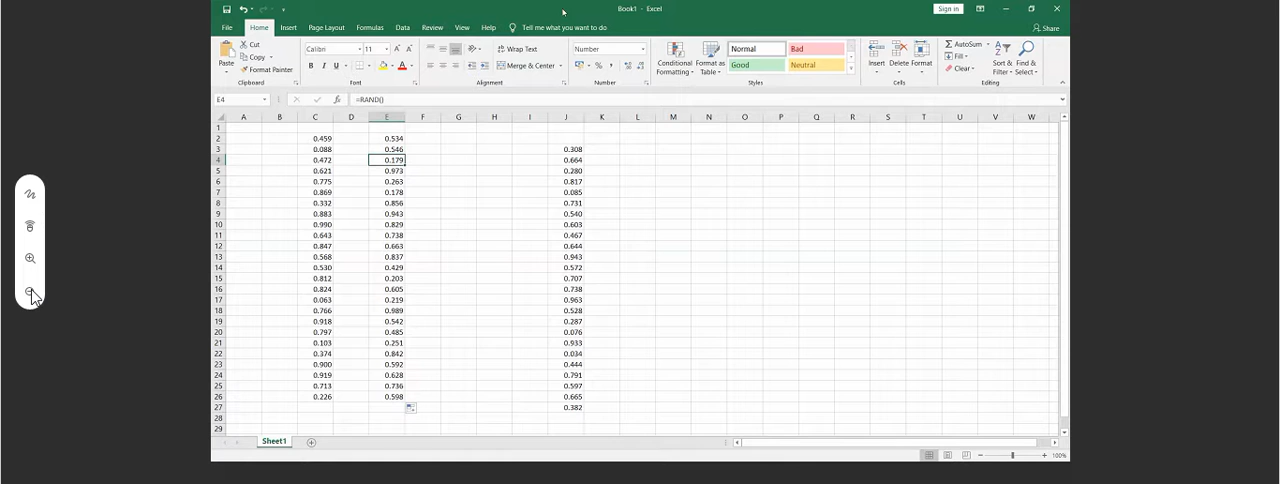 Book1 - Excel
Sign in
File Home Insert Page Layout Formulas Data Review View Help Tell me what you want to do Share
Cut
Copy
Format Painter
Paste
Calibri 11
B I U
Wrap Text
Merge & Center
Number
% ,
Conditional Formatting
Format as Table
Normal Bad
Good Neutral
Insert Delete Format
AutoSum
Fill
Clear
Sort & Filter
Find & Select
Clipboard Font Alignment Number Styles Cells Editing
E4 fx =RAND()
A B C D E F G H I J K L M N O P Q R S T U V W
1
2 0.459 0.534
3 0.088 0.546 0.308
4 0.472 0.179 0.664
5 0.621 0.973 0.280
6 0.775 0.263 0.817
7 0.869 0.178 0.085
8 0.332 0.856 0.731
9 0.883 0.943 0.540
10 0.990 0.829 0.603
11 0.643 0.738 0.467
12 0.847 0.663 0.644
13 0.568 0.837 0.943
14 0.530 0.429 0.572
15 0.812 0.203 0.707
16 0.824 0.605 0.738
17 0.063 0.219 0.963
18 0.766 0.989 0.528
19 0.918 0.542 0.287
20 0.797 0.485 0.076
21 0.103 0.251 0.933
22 0.374 0.842 0.034
23 0.900 0.592 0.444
24 0.919 0.628 0.791
25 0.713 0.736 0.597
26 0.226 0.598 0.665
27 0.382
28
29
Sheet1
100%